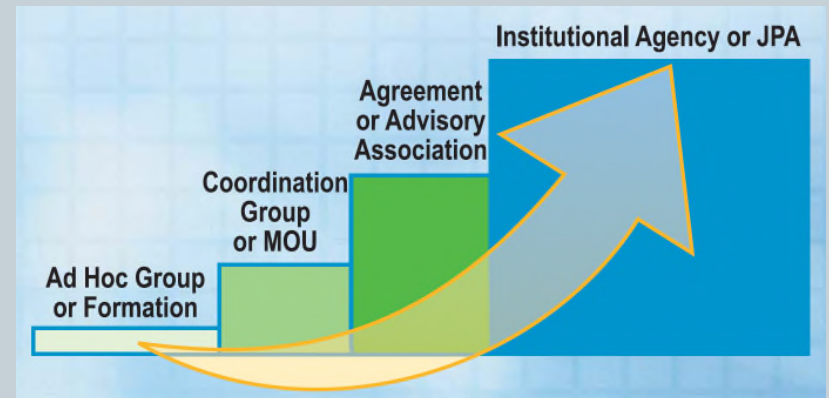 Ad Hoc Group
or Formation
Coordination
Group
or MOU
Agreement
or Advisory
Association
Institutional Agency or JPA